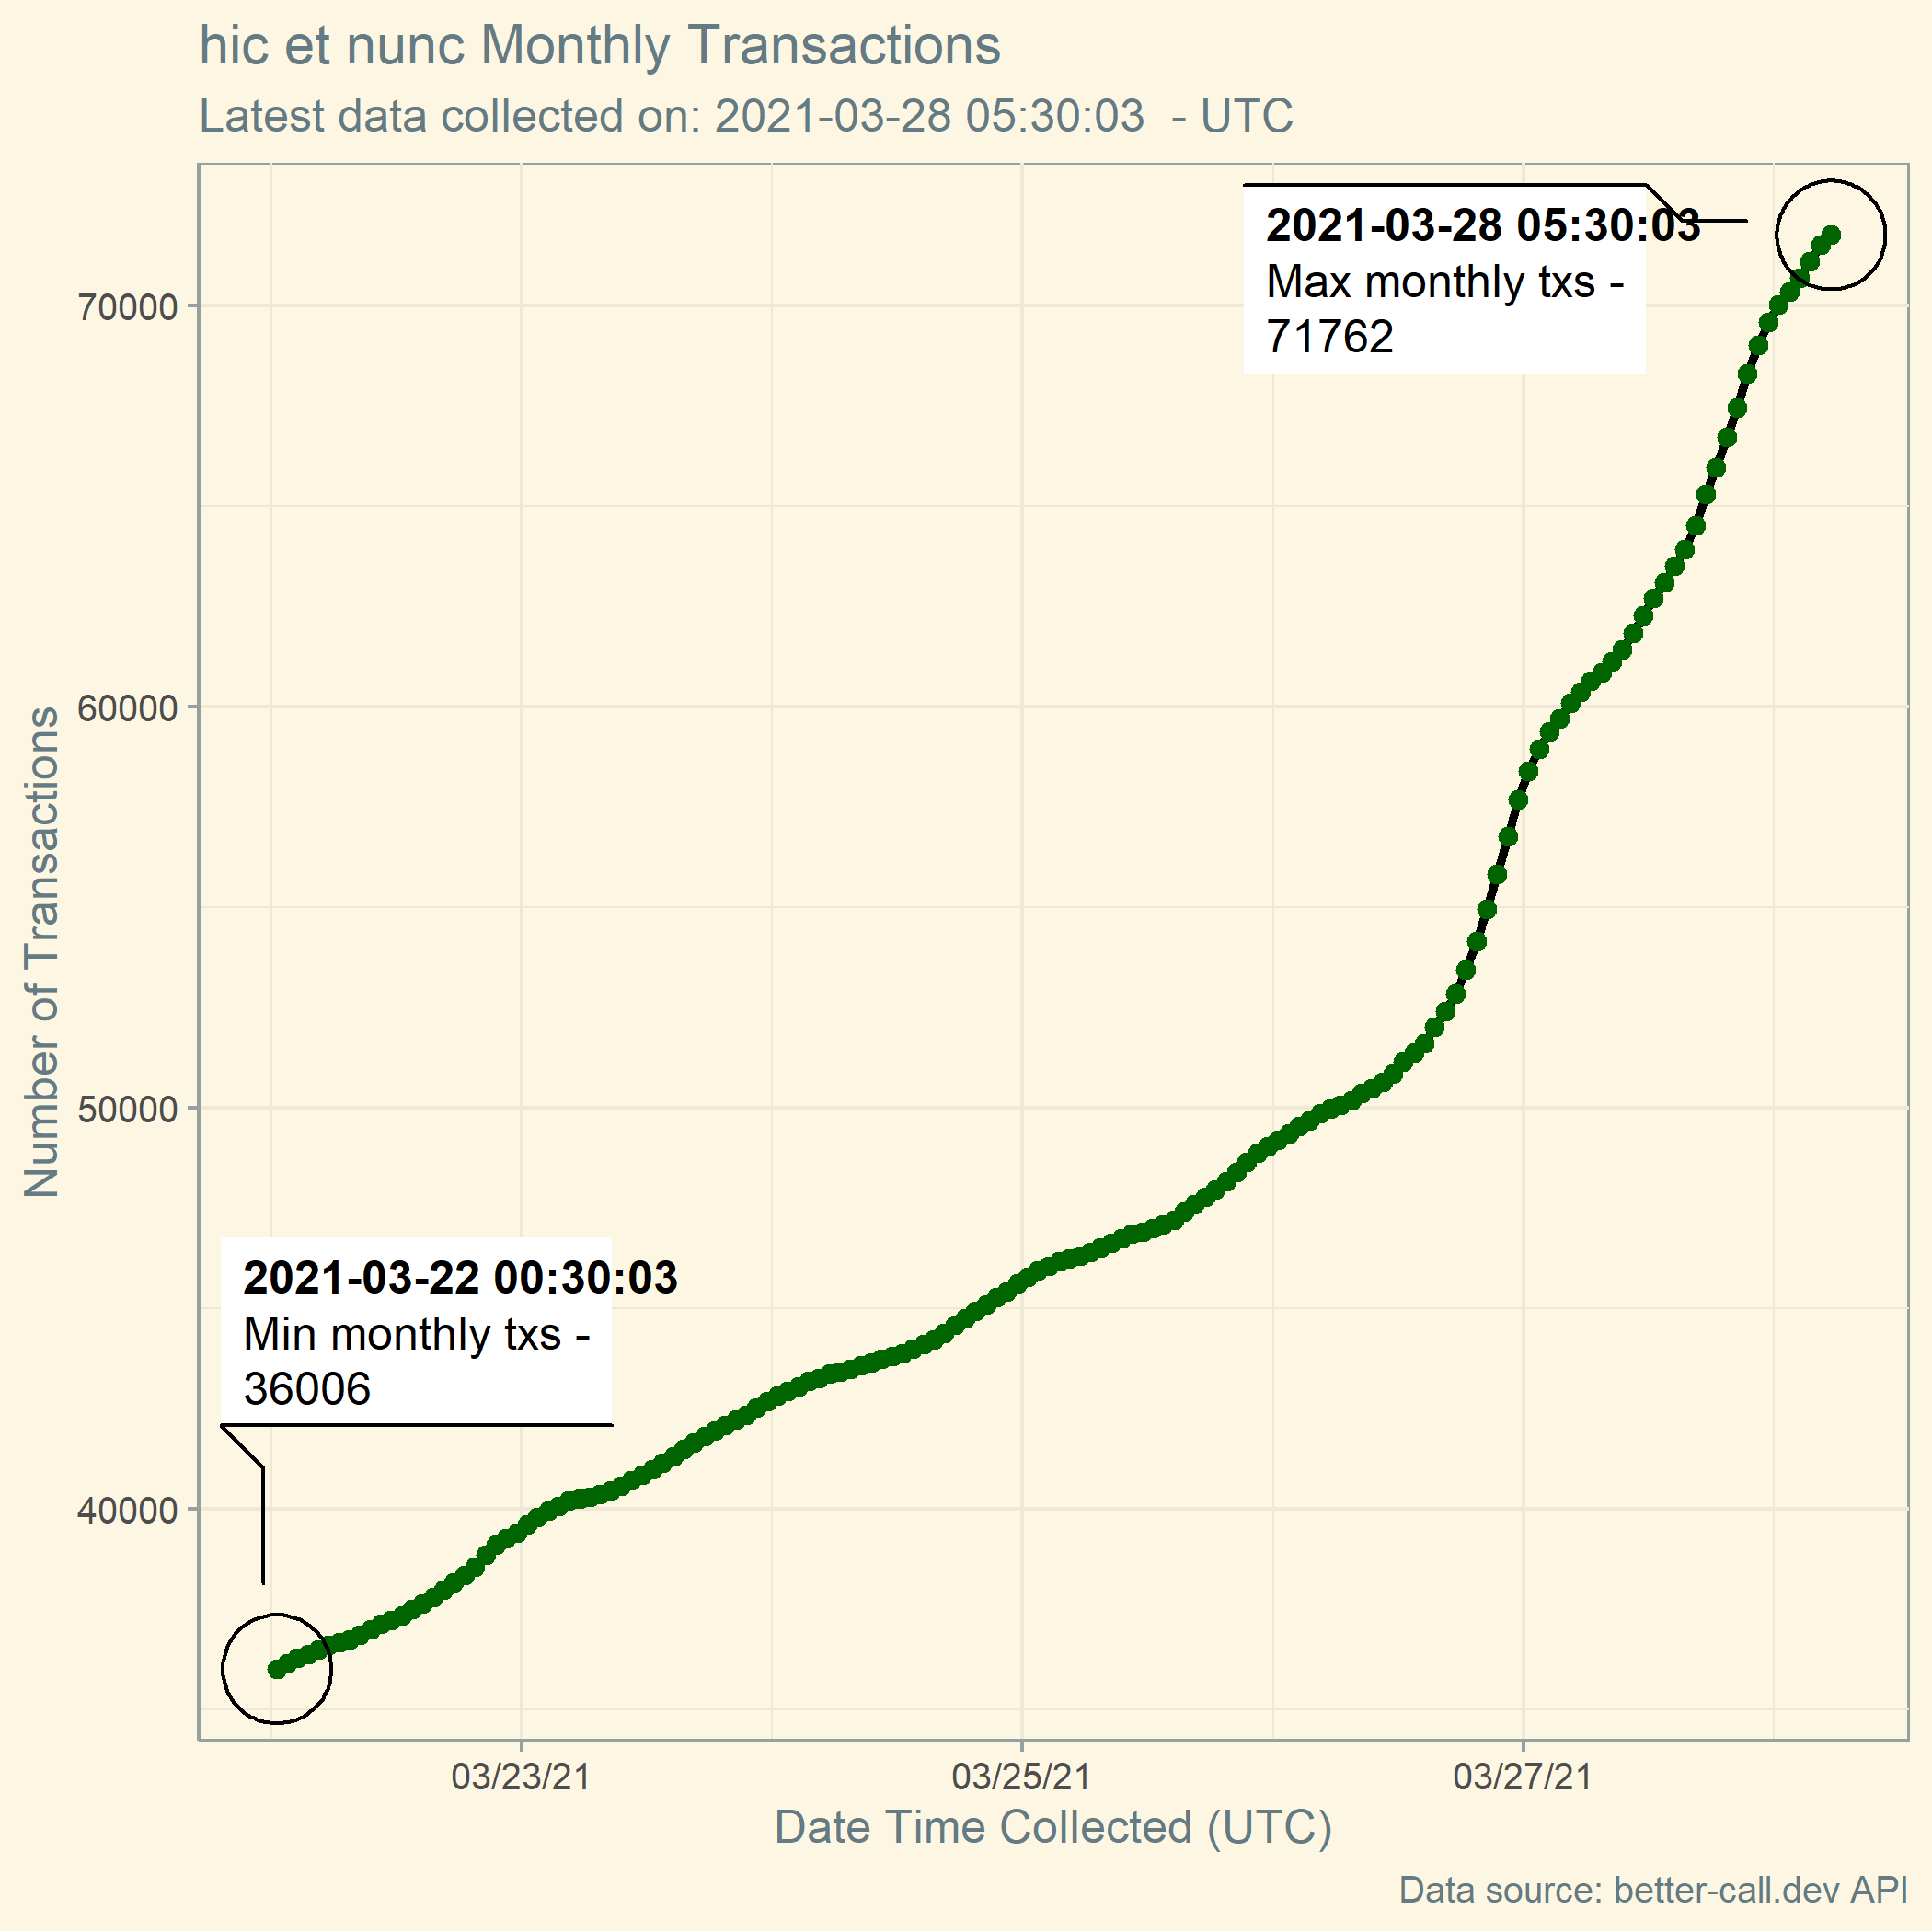 hic et nunc Monthly Transactions
Latest data collected on: 2021-03-28 05:30:03  - UTC
2021-03-28 05:30:03
Max monthly txs -
71762
70000
60000
50000
40000
Number of Transactions
2021-03-22 00:30:03
Min monthly txs -
36006
03/23/21
03/25/21
03/27/21
Date Time Collected (UTC)
Data source: better-call.dev API